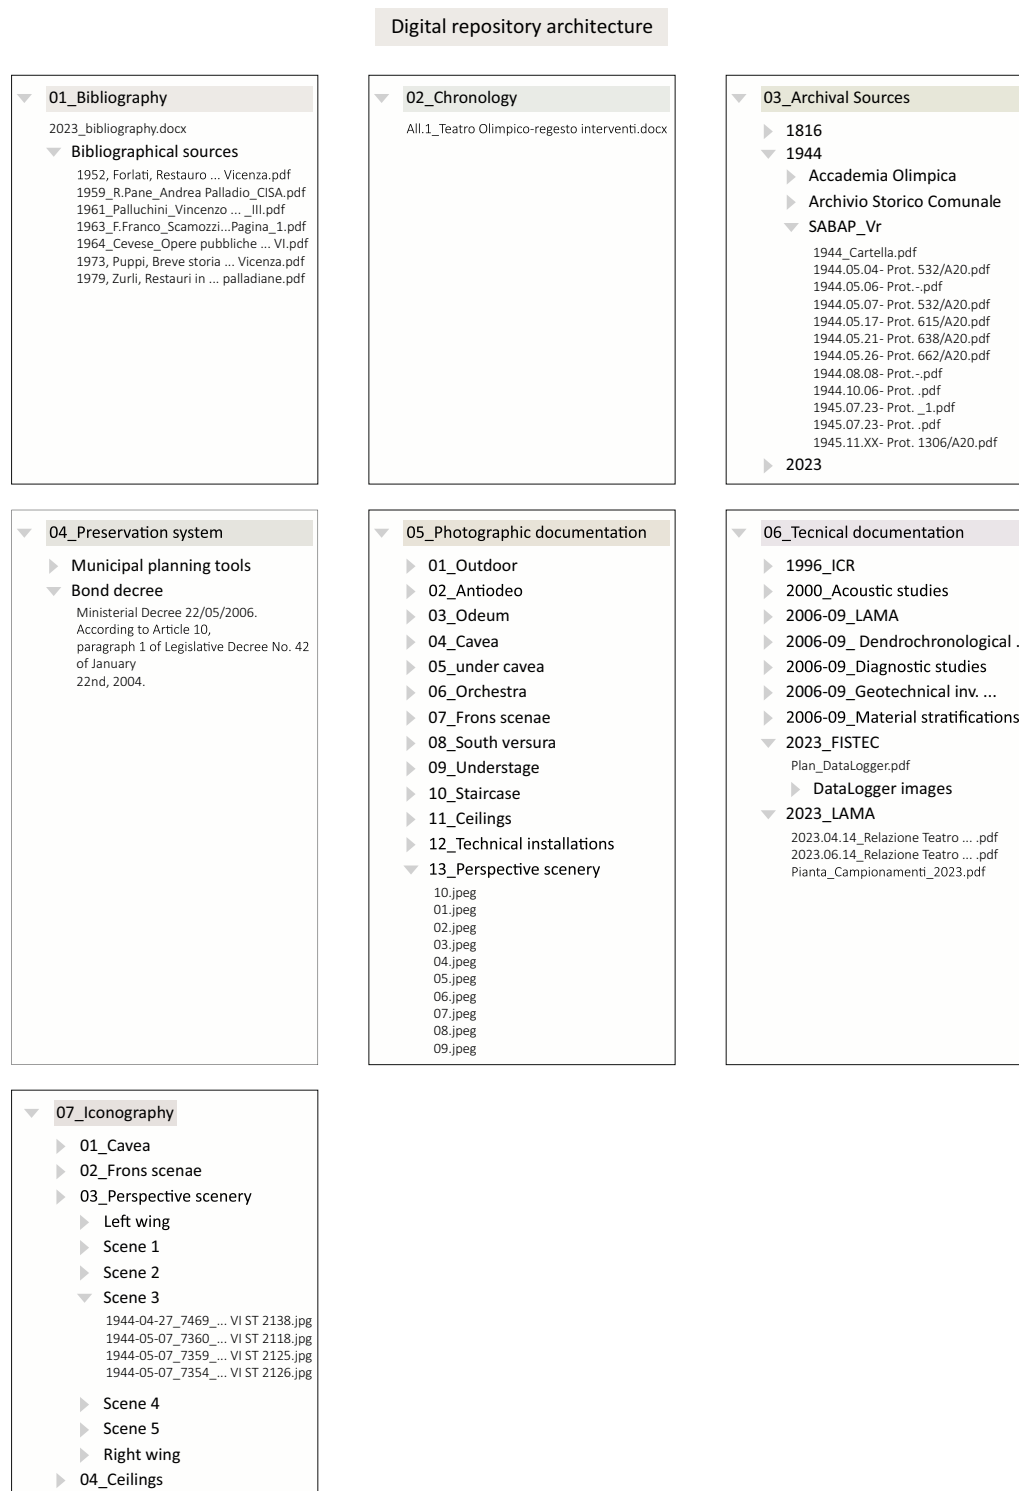 Digital repository architecture
01_Bibliography
2023_bibliography.docx
Bibliographical sources
1952, Forlati, Restauro ... Vicenza.pdf
1959_R.Pane_Andrea Palladio_CISA.pdf
1961_Palluchini_Vincenzo ... _III.pdf
1963_F.Franco_Scamozzi...Pagina_1.pdf
1964_Cevese_Opere pubbliche ... VI.pdf
1973, Puppi, Breve storia ... Vicenza.pdf
1979, Zurli, Restauri in ... palladiane.pdf
02_Chronology
All.1_Teatro Olimpico-regesto interventi.docx
03_Archival Sources
1816
1944
Accademia Olimpica
Archivio Storico Comunale
SABAP_Vr
1944_Cartella.pdf
1944.05.04- Prot. 532/A20.pdf
1944.05.06- Prot.-.pdf
1944.05.07- Prot. 532/A20.pdf
1944.05.17- Prot. 615/A20.pdf
1944.05.21- Prot. 638/A20.pdf
1944.05.26- Prot. 662/A20.pdf
1944.08.08- Prot.-.pdf
1944.10.06- Prot. .pdf
1945.07.23- Prot. _1.pdf
1945.07.23- Prot. .pdf
1945.11.XX- Prot. 1306/A20.pdf
2023
04_Preservation system
Municipal planning tools
Bond decree
Ministerial Decree 22/05/2006.
According to Article 10,
paragraph 1 of Legislative Decree No. 42
of January
22nd, 2004.
05_Photographic documentation
01_Outdoor
02_Antiodeo
03_Odeum
04_Cavea
05_under cavea
06_Orchestra
07_Frons scenae
08_South versura
09_Understage
10_Staircase
11_Ceilings
12_Technical installations
13_Perspective scenery
10.jpeg
01.jpeg
02.jpeg
03.jpeg
04.jpeg
05.jpeg
06.jpeg
07.jpeg
08.jpeg
09.jpeg
06_Tecnical documentation
1996_ICR
2000_Acoustic studies
2006-09_LAMA
2006-09_ Dendrochronological .
2006-09_Diagnostic studies
2006-09_Geotechnical inv. ...
2006-09_Material stratifications
2023_FISTEC
Plan_DataLogger.pdf
DataLogger images
2023_LAMA
2023.04.14_Relazione Teatro ... .pdf
2023.06.14_Relazione Teatro ... .pdf
Pianta_Campionamenti_2023.pdf
07_Iconography
01_Cavea
02_Frons scenae
03_Perspective scenery
Left wing
Scene 1
Scene 2
Scene 3
1944-04-27_7469_... VI ST 2138.jpg
1944-05-07_7360_... VI ST 2118.jpg
1944-05-07_7359_... VI ST 2125.jpg
1944-05-07_7354_... VI ST 2126.jpg
Scene 4
Scene 5
Right wing
04_Ceilings